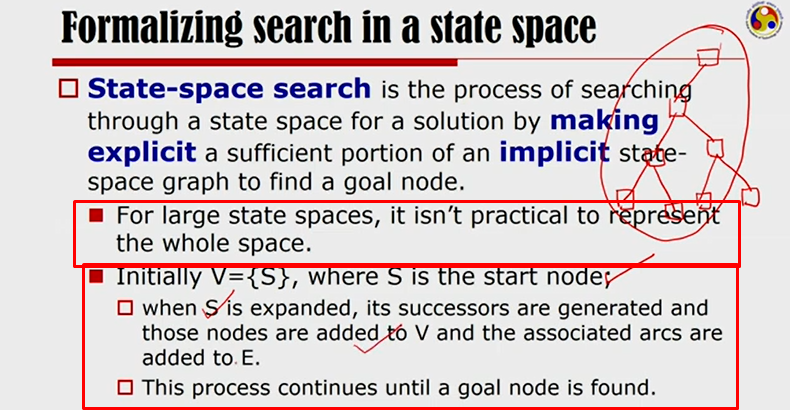 Formalizing search in a state space
State-space search is the process of searching
through a state space for a solution by making
explicit a sufficient portion of an implicit state-
space graph to find a goal node.
For large state spaces, it isn't practical to represent
the whole space.
Initially V={S}, where S is the start node;
when S is expanded, its successors are generated and
those nodes are added to V and the associated arcs are
added to E.
This process continues until a goal node is found.